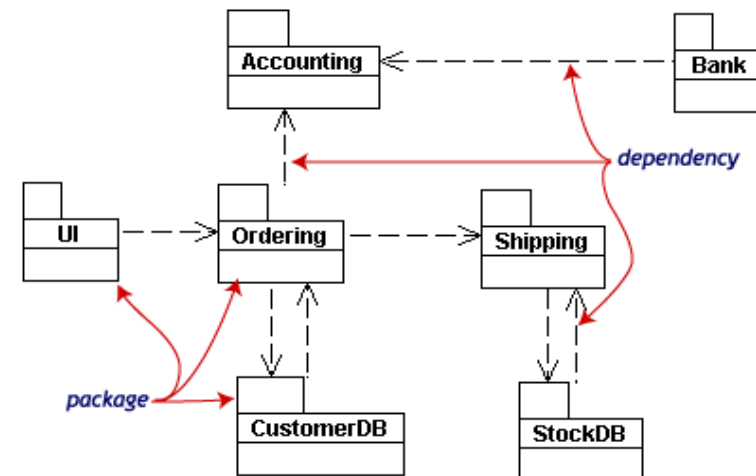 Accounting
Bank
dependency
UI
Ordering
Shipping
package
CustomerDB
StockDB